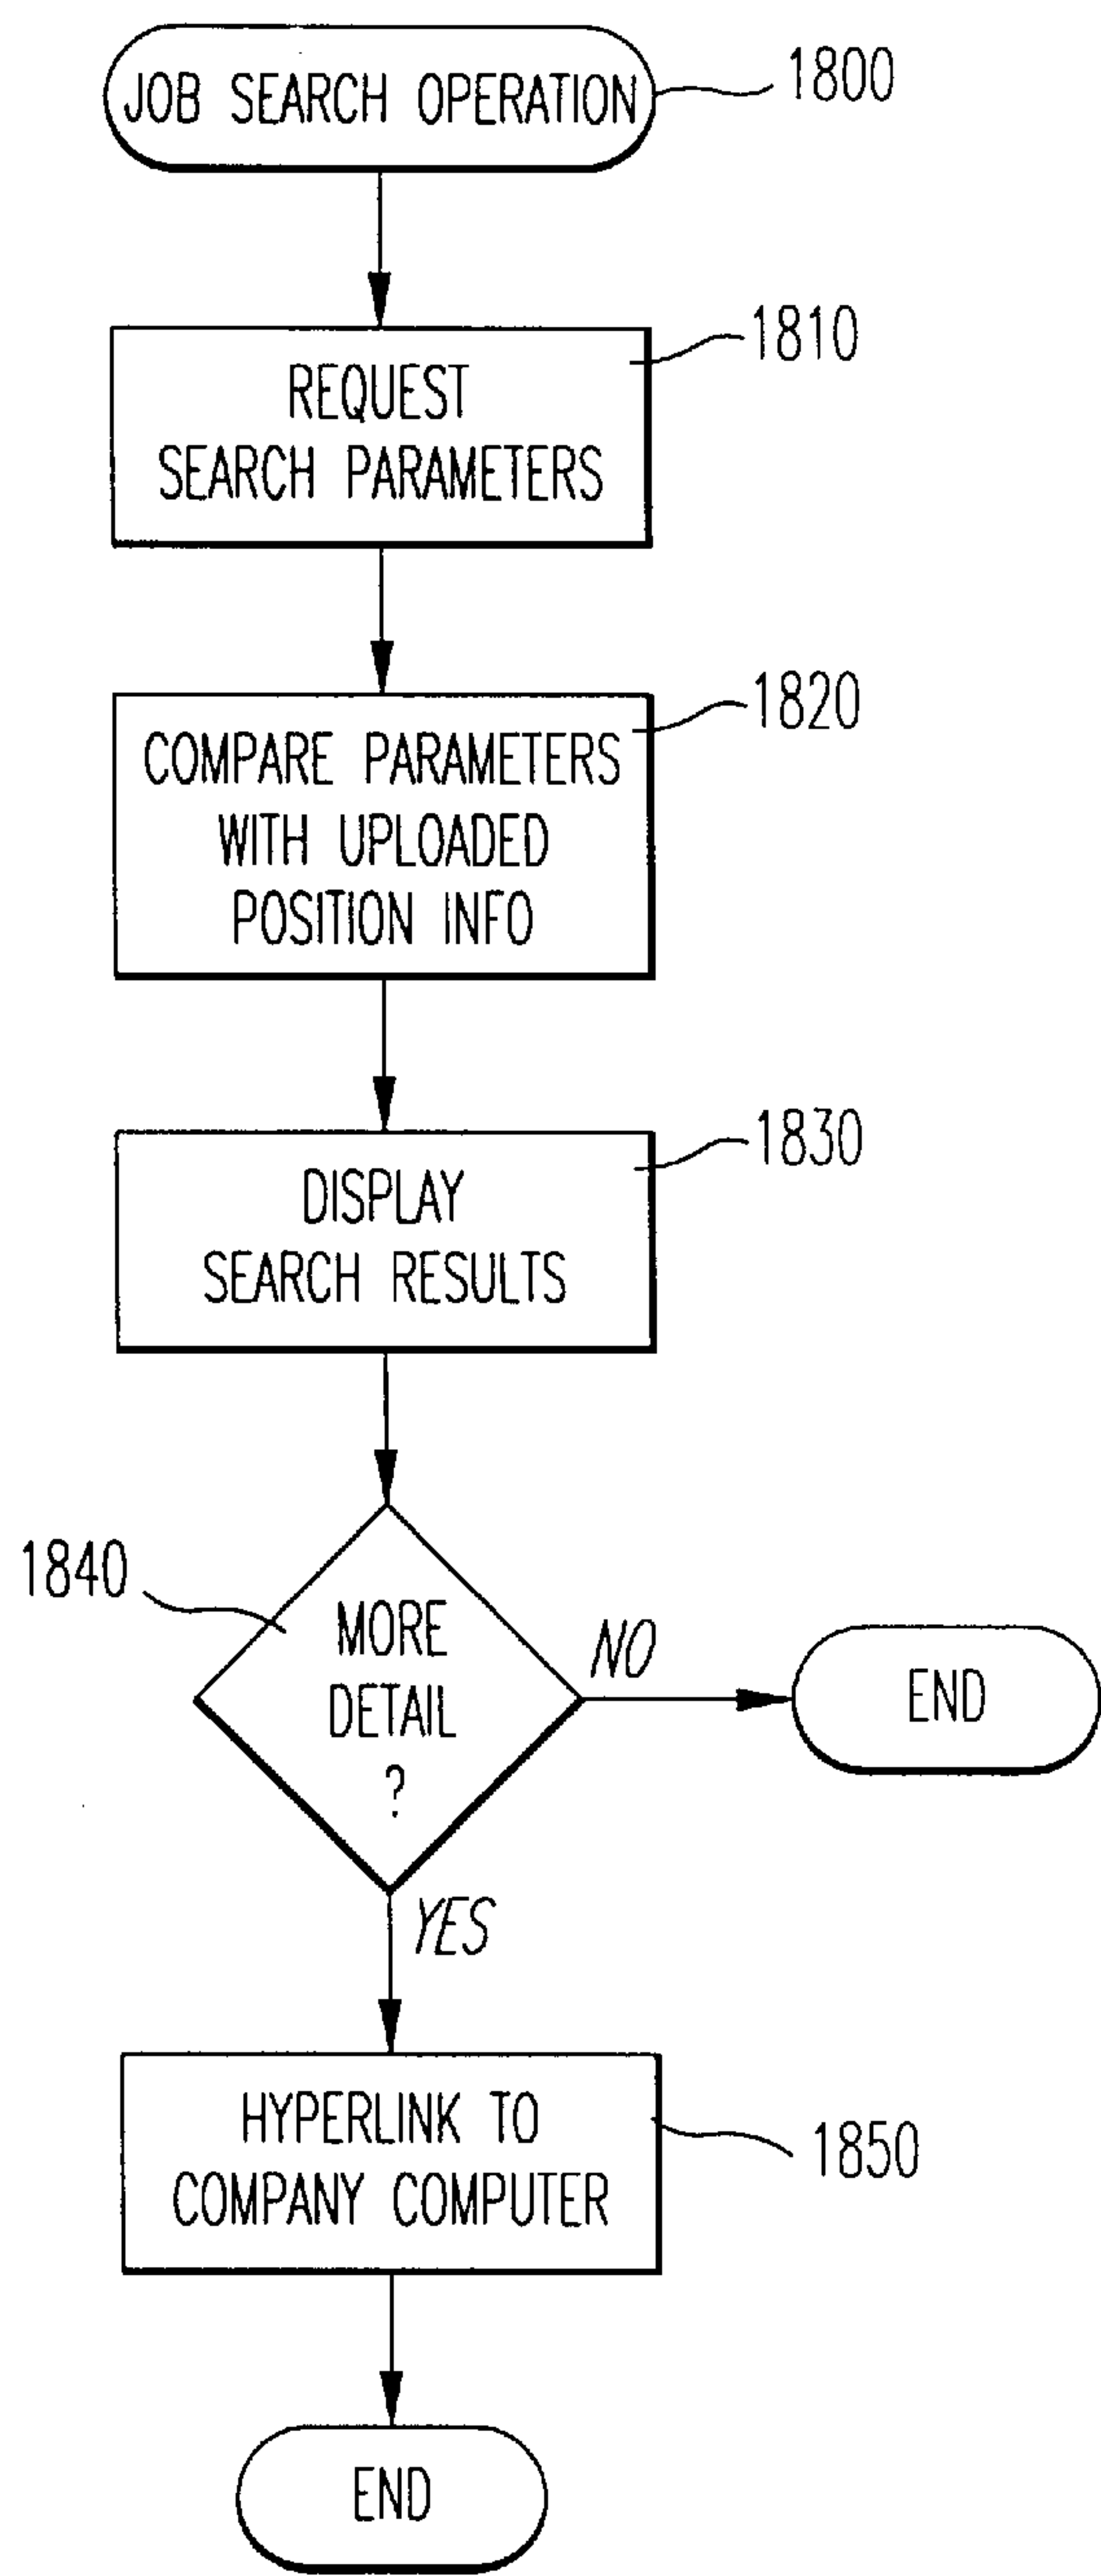 JOB SEARCH OPERATION
1800
1810
REQUEST
SEARCH PARAMETERS
1820
COMPARE PARAMETERS
WITH UPLOADED
POSITION INFO
1830
DISPLAY
SEARCH RESULTS
1840
MORE
DETAIL
?
NO
END
YES
HYPERLINK TO
COMPANY COMPUTER
1850
END